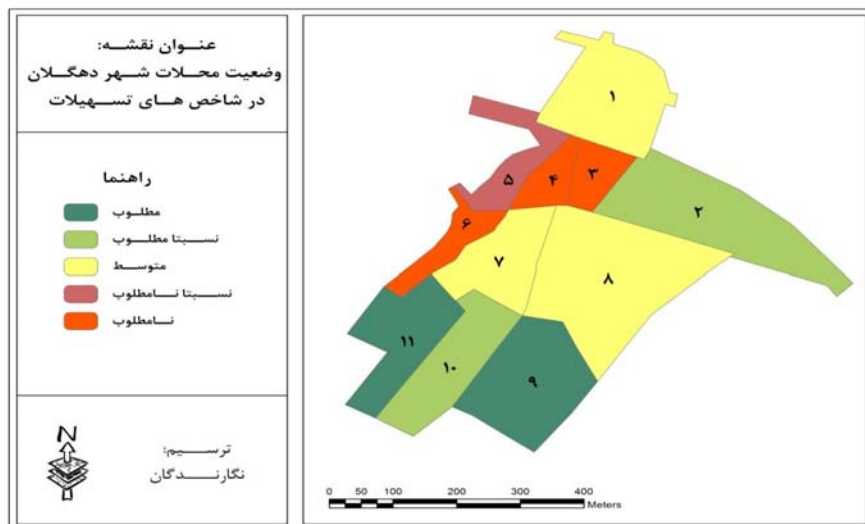 عنوان نقشه:
وضعیت محلات شهر دهگلان
در شاخص های تسهیلات
راهنما
مطلوب
نسبتا مطلوب
متوسط
نسبتا نامطلوب
نامطلوب
N
ترسیم:
نگارندگان
۱
۲
۳
۴
۵
۶
۷
۸
۹
۱۰
۱۱
0 50 100 200 300 400
Meters